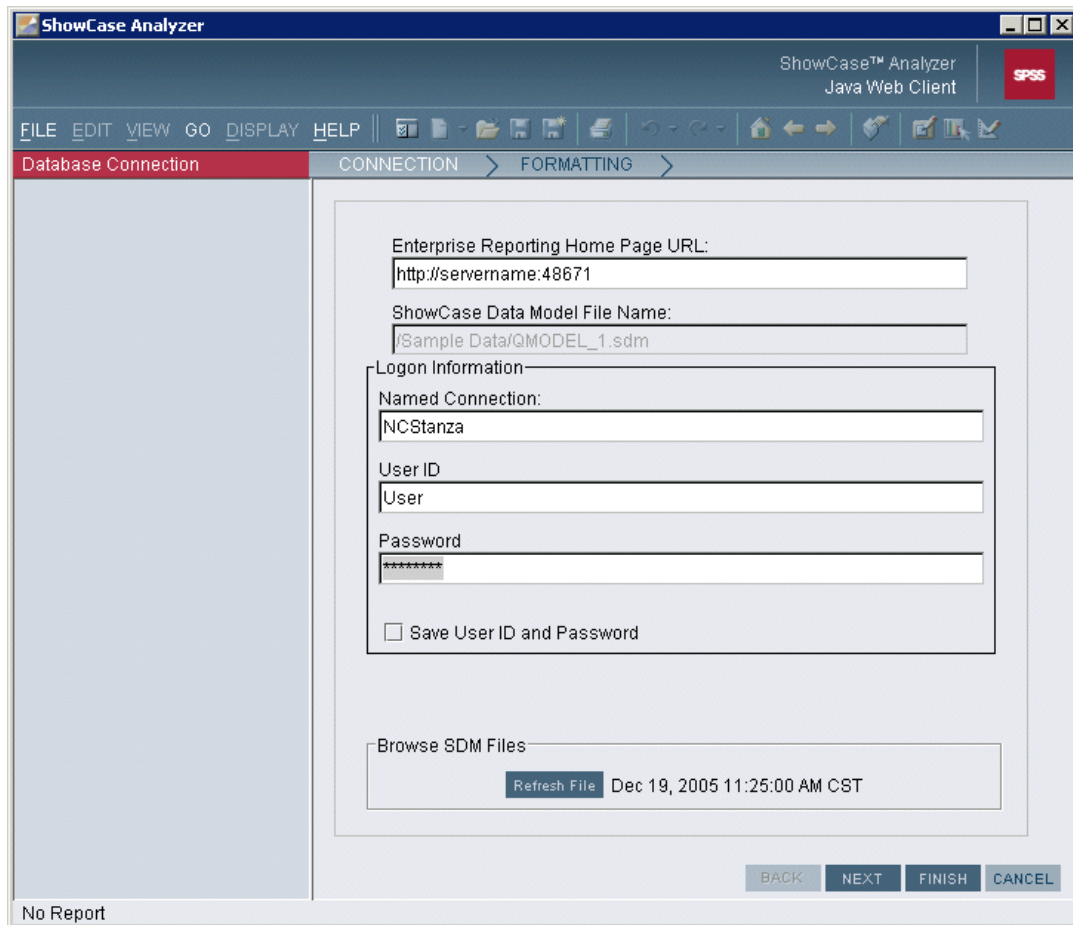 ShowCase Analyzer
ShowCase™ Analyzer
Java Web Client
SPSS
FILE EDIT VIEW GO DISPLAY HELP
Database Connection
CONNECTION FORMATTING
Enterprise Reporting Home Page URL:
http://servername:48671
ShowCase Data Model File Name:
/Sample Data/QMODEL_1.sdm
Logon Information
Named Connection:
NCStanza
User ID
User
Password
********
Save User ID and Password
Browse SDM Files
Refresh File Dec 19, 2005 11:25:00 AM CST
BACK NEXT FINISH CANCEL
No Report